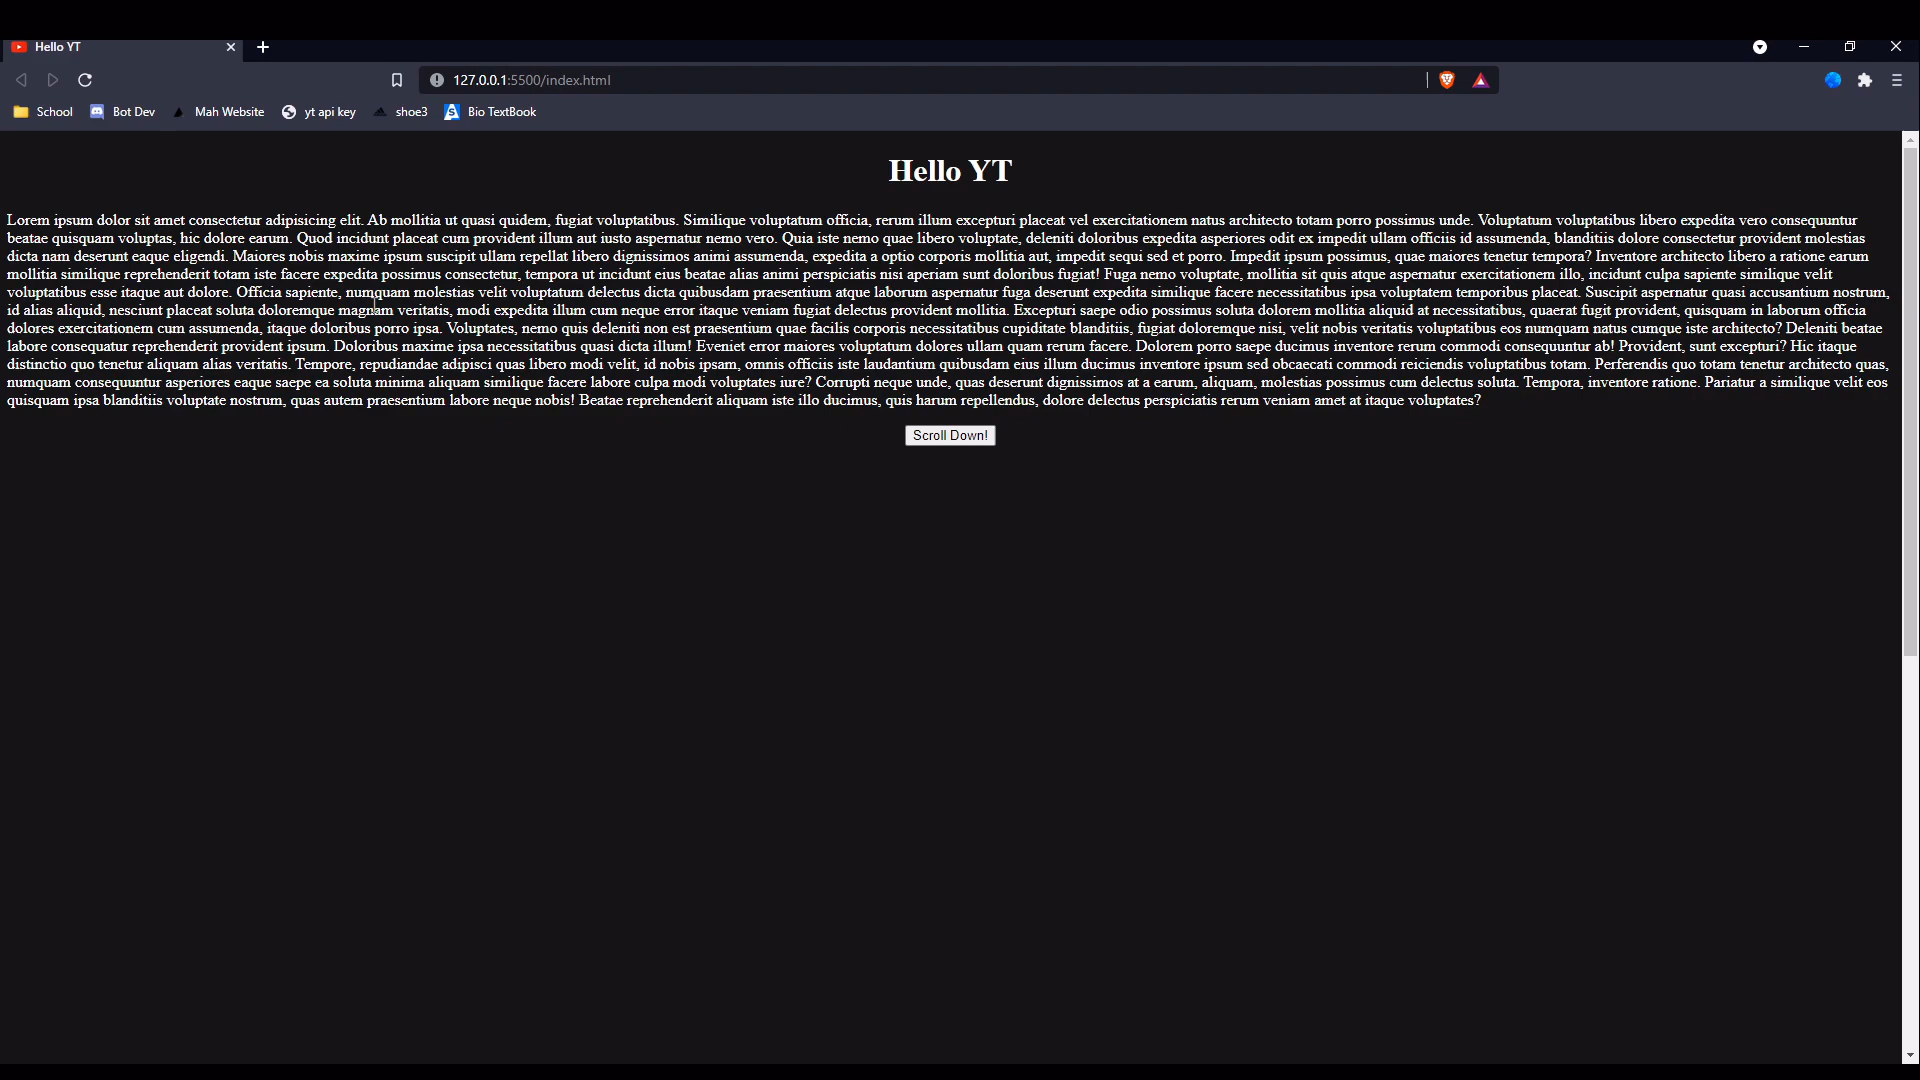 Hello YT
127.0.0.1:5500/index.html
School Bot Dev Mah Website yt api key shoe3 Bio TextBook
Hello YT
Lorem ipsum dolor sit amet consectetur adipisicing elit. Ab mollitia ut quasi quidem, fugiat voluptatibus. Similique voluptatum officia, rerum illum excepturi placeat vel exercitationem natus architecto totam porro possimus unde. Voluptatum voluptatibus libero expedita vero consequuntur
beatae quisquam voluptas, hic dolore earum. Quod incidunt placeat cum provident illum aut iusto aspernatur nemo vero. Quia iste nemo quae libero voluptate, deleniti doloribus expedita asperiores odit ex impedit ullam officiis id assumenda, blanditiis dolore consectetur provident molestias
dicta nam deserunt eaque eligendi. Maiores nobis maxime ipsum suscipit ullam repellat libero dignissimos animi assumenda, expedita a optio corporis mollitia aut, impedit sequi sed et porro. Impedit ipsum possimus, quae maiores tenetur tempora? Inventore architecto libero a ratione earum
mollitia similique reprehenderit totam iste facere expedita possimus consectetur, tempora ut incidunt eius beatae alias animi perspiciatis nisi aperiam sunt doloribus fugiat! Fuga nemo voluptate, mollitia sit quis atque aspernatur exercitationem illo, incidunt culpa sapiente similique velit
voluptatibus esse itaque aut dolore. Officia sapiente, numquam molestias velit voluptatum delectus dicta quibusdam praesentium atque laborum aspernatur fuga deserunt expedita similique facere necessitatibus ipsa voluptatem temporibus placeat. Suscipit aspernatur quasi accusantium nostrum,
id alias aliquid, nesciunt placeat soluta doloremque magnam veritatis, modi expedita illum cum neque error itaque veniam fugiat delectus provident mollitia. Excepturi saepe odio possimus soluta dolorem mollitia aliquid at necessitatibus, quaerat fugit provident, quisquam in laborum officia
dolores exercitationem cum assumenda, itaque doloribus porro ipsa. Voluptates, nemo quis deleniti non est praesentium quae facilis corporis necessitatibus cupiditate blanditiis, fugiat doloremque nisi, velit nobis veritatis voluptatibus eos numquam natus cumque iste architecto? Deleniti beatae
labore consequatur reprehenderit provident ipsum. Doloribus maxime ipsa necessitatibus quasi dicta illum! Eveniet error maiores voluptatum dolores ullam quam rerum facere. Dolorem porro saepe ducimus inventore rerum commodi consequuntur ab! Provident, sunt excepturi? Hic itaque
distinctio quo tenetur aliquam alias veritatis. Tempore, repudiandae adipisci quas libero modi velit, id nobis ipsam, omnis officiis iste laudantium quibusdam eius illum ducimus inventore ipsum sed obcaecati commodi reiciendis voluptatibus totam. Perferendis quo totam tenetur architecto quas,
numquam consequuntur asperiores eaque saepe ea soluta minima aliquam similique facere labore culpa modi voluptates iure? Corrupti neque unde, quas deserunt dignissimos at a earum, aliquam, molestias possimus cum delectus soluta. Tempora, inventore ratione. Pariatur a similique velit eos
quisquam ipsa blanditiis voluptate nostrum, quas autem praesentium labore neque nobis! Beatae reprehenderit aliquam iste illo ducimus, quis harum repellendus, dolore delectus perspiciatis rerum veniam amet at itaque voluptates?
Scroll Down!